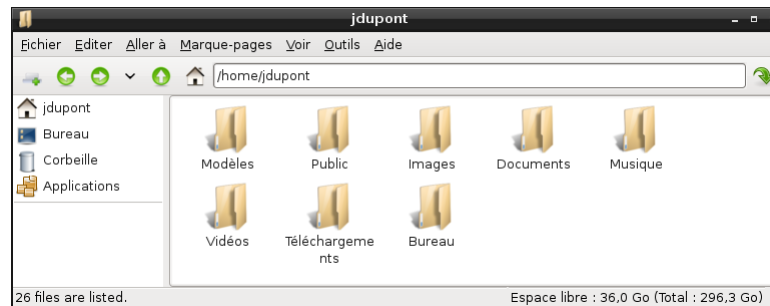 jdupont
Fichier Editer Aller à Marque-pages Voir Outils Aide
/home/jdupont
jdupont
Bureau
Corbeille
Applications
Modèles Public Images Documents Musique
Vidéos Téléchargeme
nts Bureau
26 files are listed. Espace libre : 36,0 Go (Total : 296,3 Go)